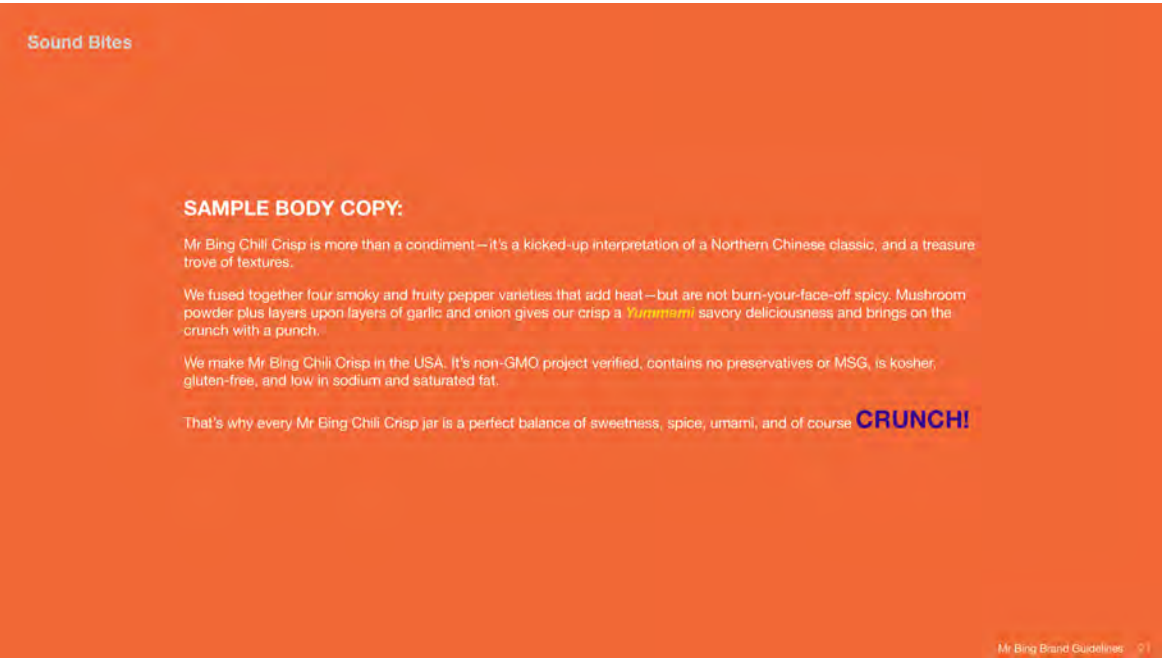 Sound Bites
SAMPLE BODY COPY:
Mr Bing Chili Crisp is more than a condiment—it's a kicked-up interpretation of a Northern Chinese classic, and a treasure
trove of textures.
We fused together four smoky and fruity pepper varieties that add heat—but are not burn-your-face-off spicy. Mushroom
powder plus layers upon layers of garlic and onion gives our crisp a Yummami savory deliciousness and brings on the
crunch with a punch.
We make Mr Bing Chili Crisp in the USA. It's non-GMO project verified, contains no preservatives or MSG, is kosher,
gluten-free, and low in sodium and saturated fat.
That's why every Mr Bing Chili Crisp jar is a perfect balance of sweetness, spice, umami, and of course CRUNCH!
Mr Bing Brand Guidelines